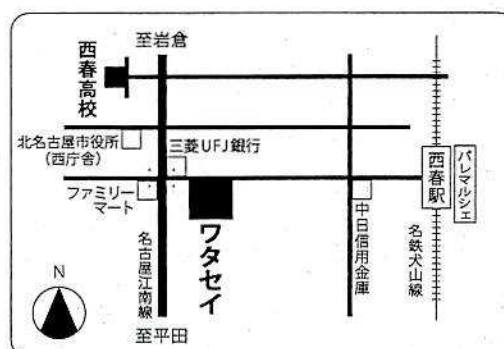 至岩倉
西春高校
北名古屋市役所
(西庁舎)
三菱UFJ銀行
ファミリー
マート
ワタセイ
名古屋江南線
中日信用金庫
西春駅
パレマルシェ
名鉄犬山線
N
至平田